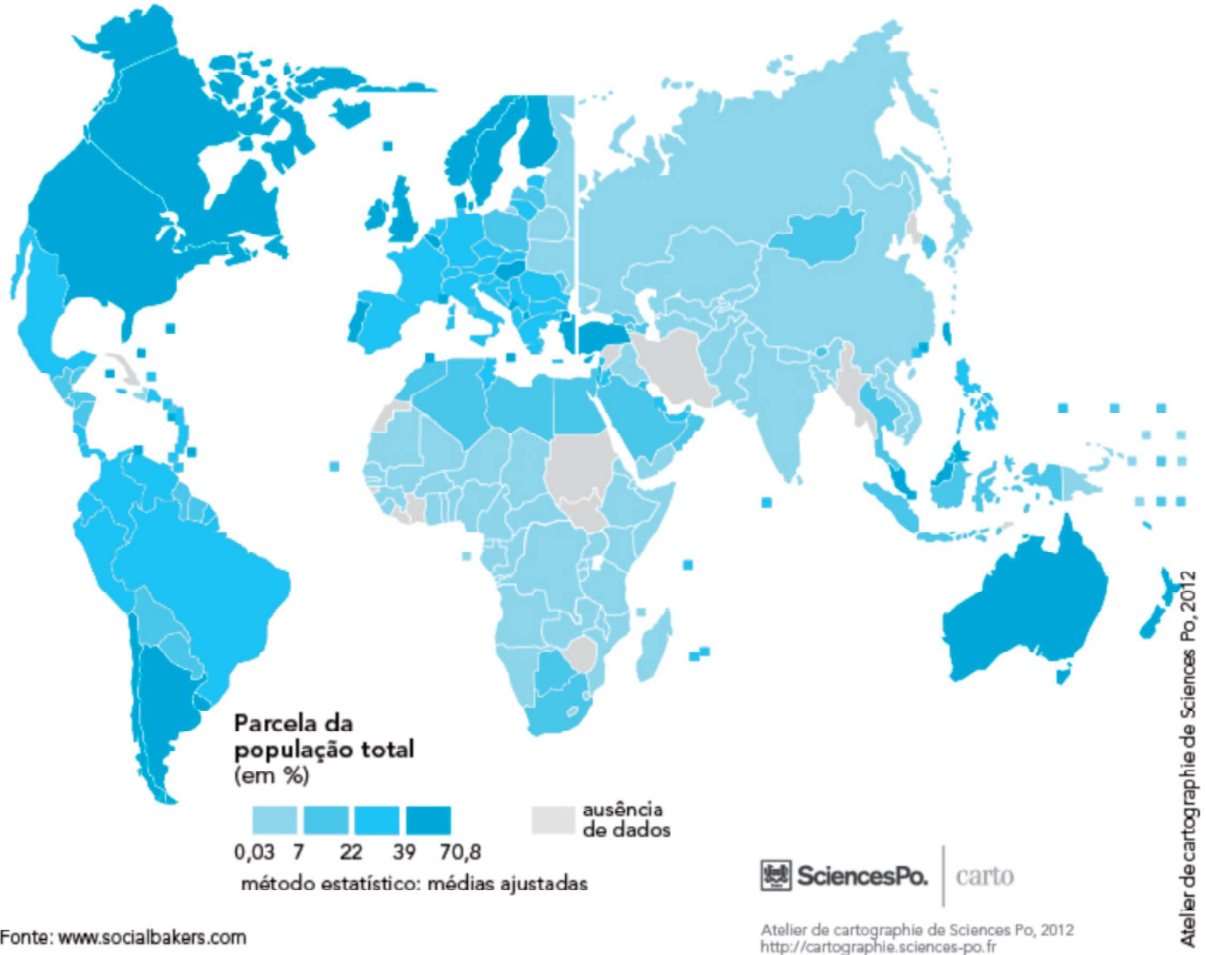 Parcela da
população total
(em %)
0,03 7 22 39 70,8
ausência
de dados
método estatístico: médias ajustadas
SciencesPo. carto
Atelier de cartographie de Sciences Po, 2012
http://cartographie.sciences-po.fr
Fonte: www.socialbakers.com
Atelier de cartographie de Sciences Po, 2012